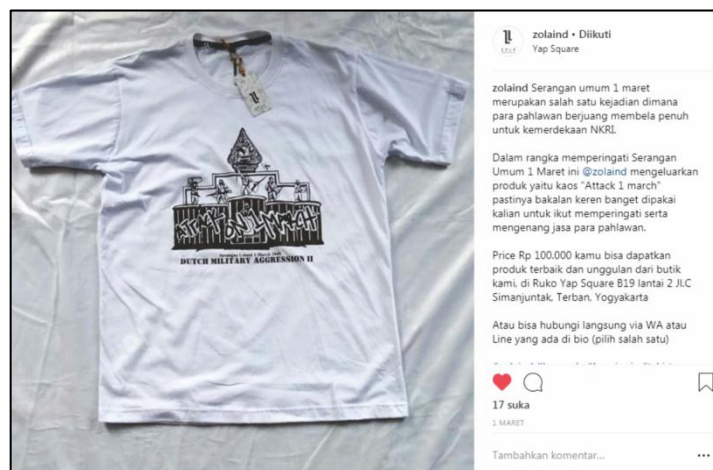 ATTACK ON 1 MARCH
DUTCH MILITARY AGGRESSION II
zolaind • Diikuti
Yap Square
zolaind Serangan umum 1 maret
merupakan salah satu kejadian dimana
para pahlawan berjuang membela penuh
untuk kemerdekaan NKRI.
Dalam rangka memperingati Serangan
Umum 1 Maret ini @zolaind mengeluarkan
produk yaitu kaos "Attack 1 march"
pastinya bakalan keren banget dipakai
kalian untuk ikut memperingati serta
mengenang jasa para pahlawan.
Price Rp 100.000 kamu bisa dapatkan
produk terbaik dan unggulan dari butik
kami, di Ruko Yap Square B19 lantai 2 Jl.C
Simanjuntak, Terban, Yogyakarta
Atau bisa hubungi langsung via WA atau
Line yang ada di bio (pilih salah satu)
17 suka
1 MARET
Tambahkan komentar...